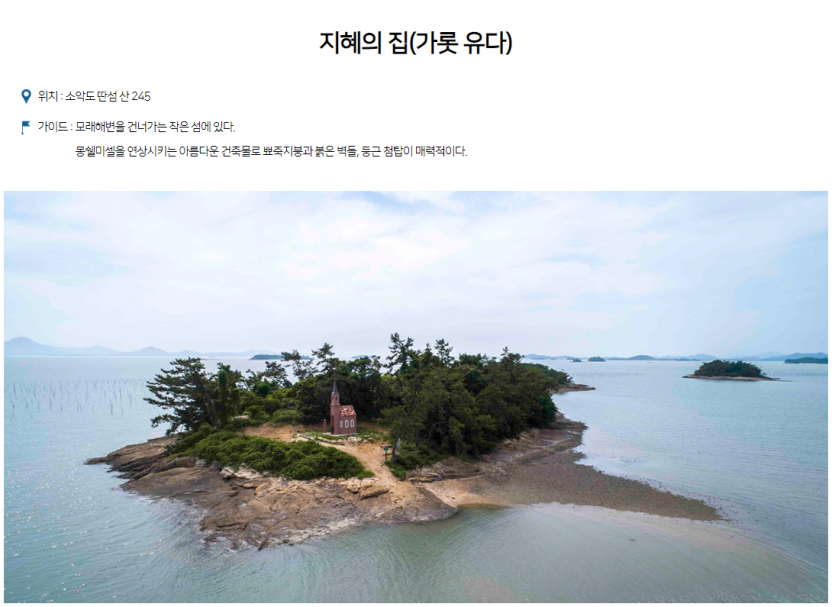 지혜의 집(가롯 유다)
위치 : 소악도 딴섬 산 245
가이드 : 모래해변을 건너가는 작은 섬에 있다.
몽쉘미셀을 연상시키는 아름다운 건축물로 뾰죽지붕과 붉은 벽돌, 둥근 첨탑이 매력적이다.